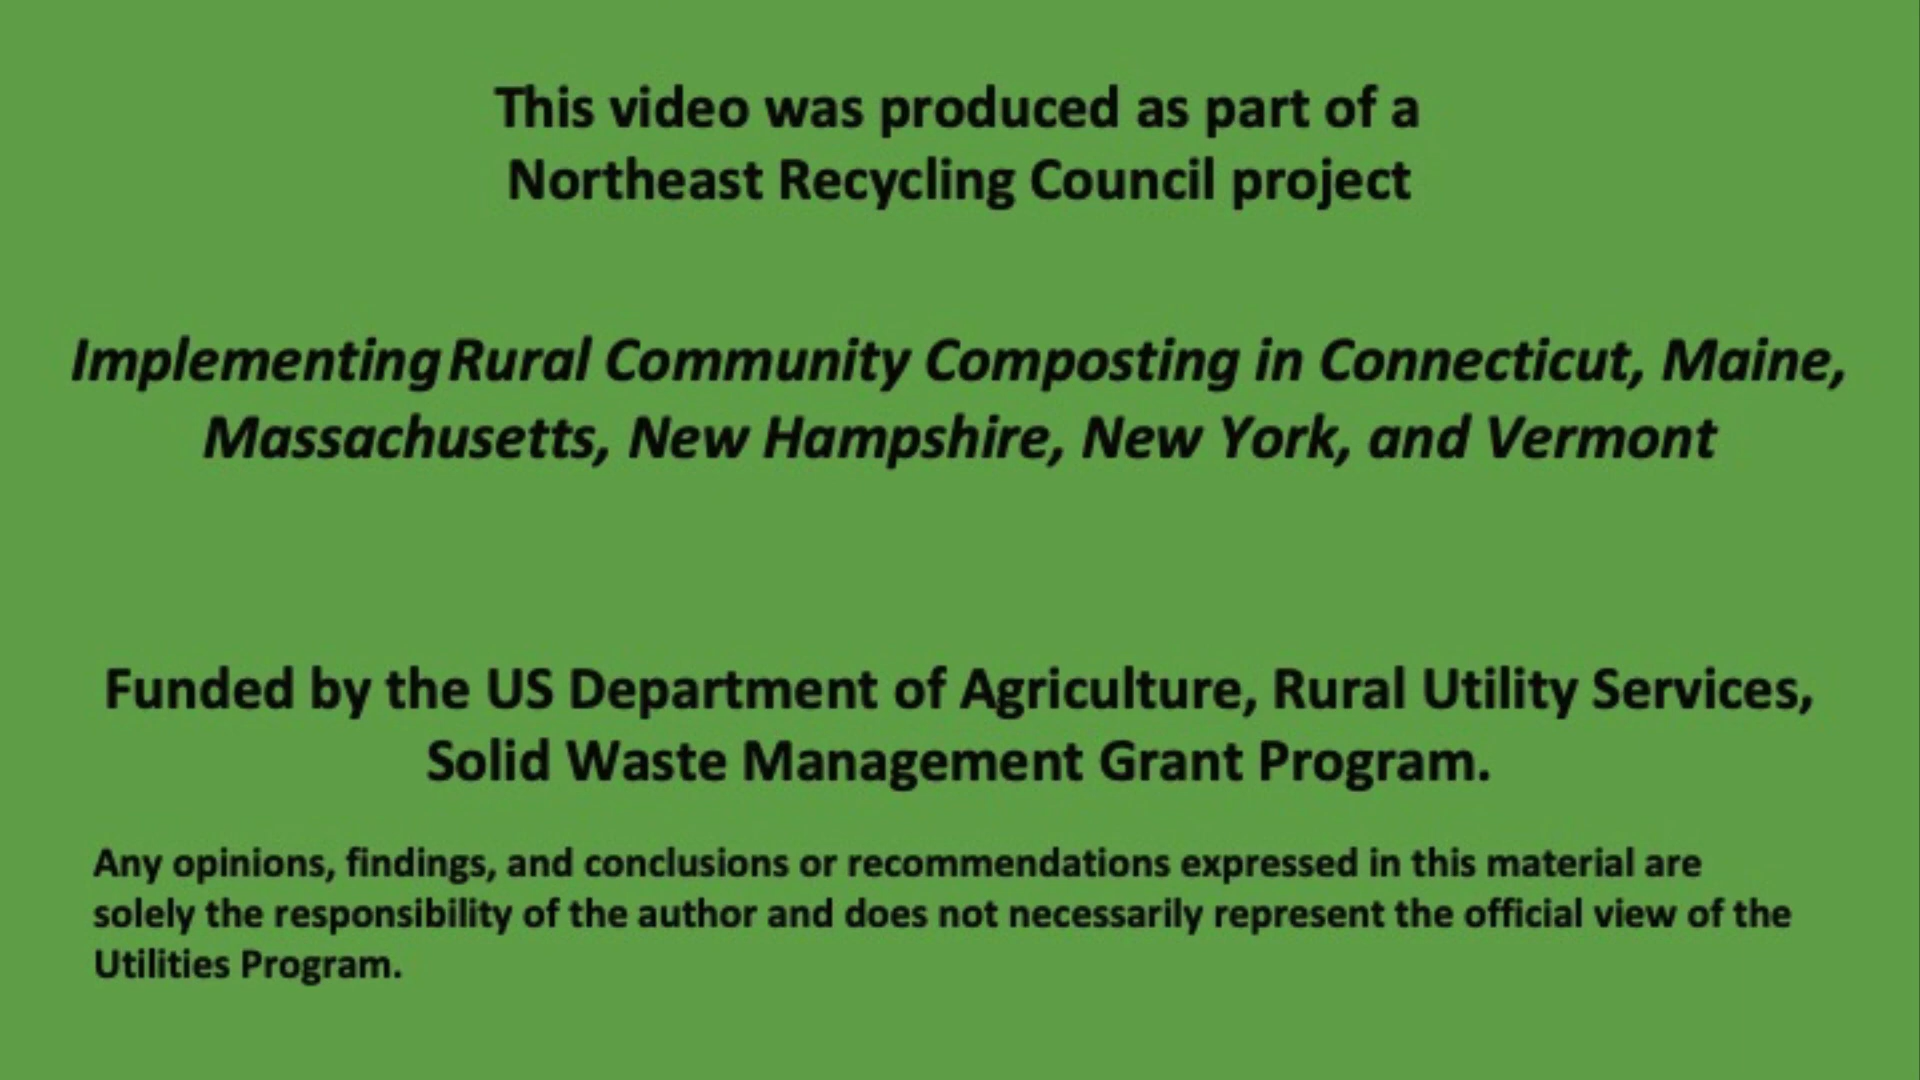 This video was produced as part of a
Northeast Recycling Council project
Implementing Rural Community Composting in Connecticut, Maine,
Massachusetts, New Hampshire, New York, and Vermont
Funded by the US Department of Agriculture, Rural Utility Services,
Solid Waste Management Grant Program.
Any opinions, findings, and conclusions or recommendations expressed in this material are
solely the responsibility of the author and does not necessarily represent the official view of the
Utilities Program.